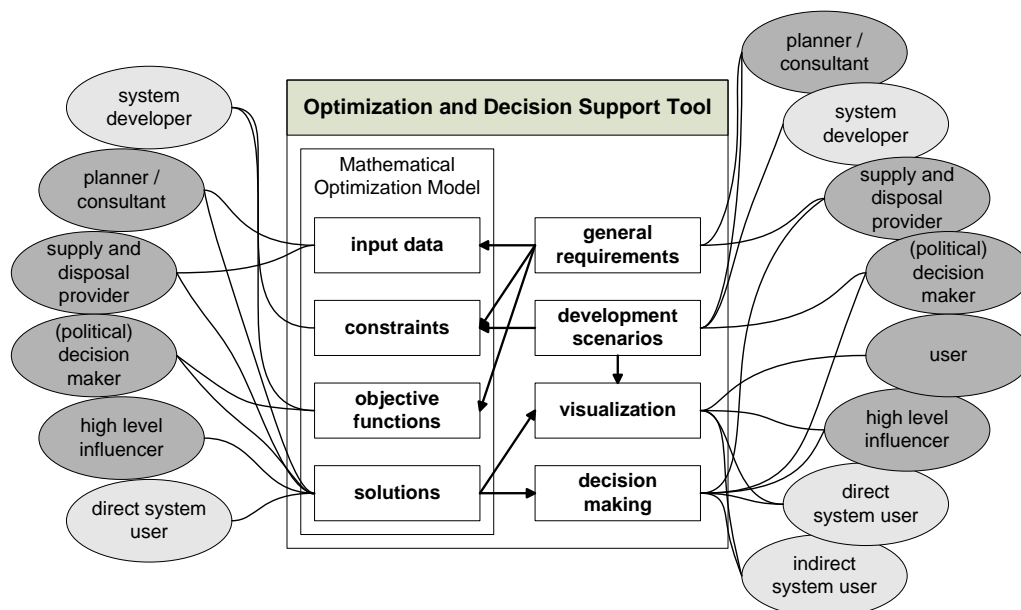 Optimization and Decision Support Tool
system
developer
planner /
consultant
supply and
disposal
provider
(political)
decision
maker
high level
influencer
direct system
user
Mathematical
Optimization Model
input data
constraints
objective
functions
solutions
general
requirements
development
scenarios
visualization
decision
making
planner /
consultant
system
developer
supply and
disposal
provider
(political)
decision
maker
user
high level
influencer
direct
system user
indirect
system user